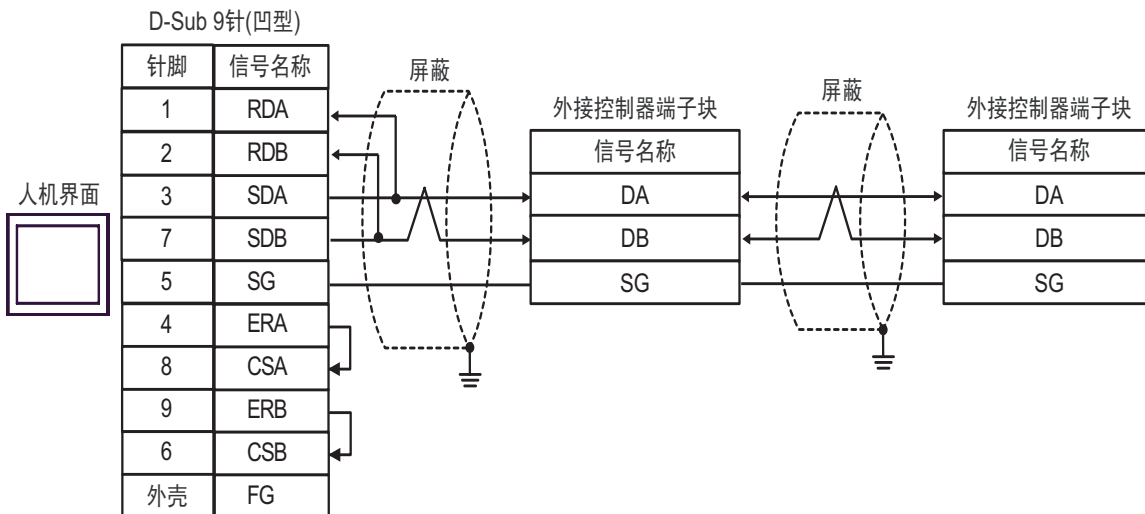 D-Sub 9针(凹型)
人机界面
针脚 信号名称
1 RDA
2 RDB
3 SDA
7 SDB
5 SG
4 ERA
8 CSA
9 ERB
6 CSB
外壳 FG
屏蔽
外接控制器端子块
信号名称
DA
DB
SG
屏蔽
外接控制器端子块
信号名称
DA
DB
SG